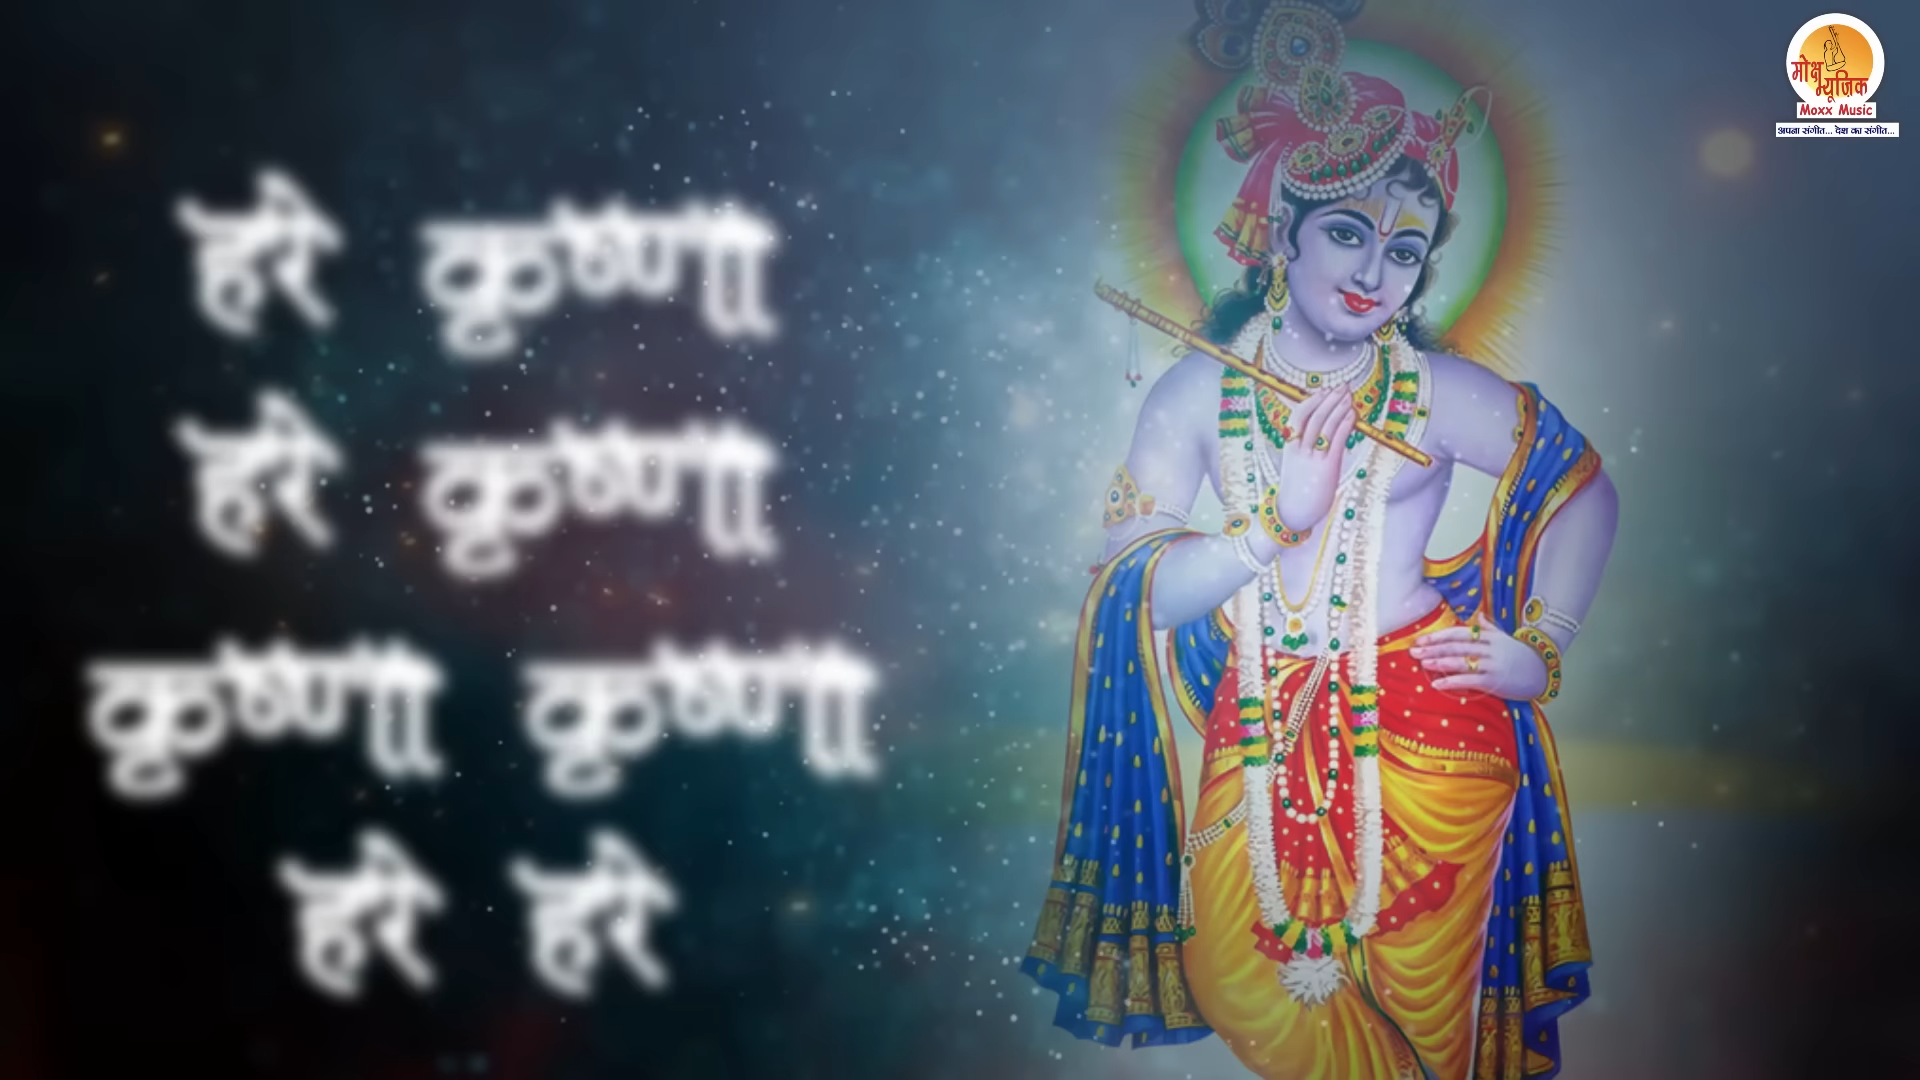 हरे कृष्णा
हरे कृष्णा
कृष्णा कृष्णा
हरे हरे
मोक्ष
म्यूज़िक
Moxx Music
अपना संगीत... देश का संगीत...